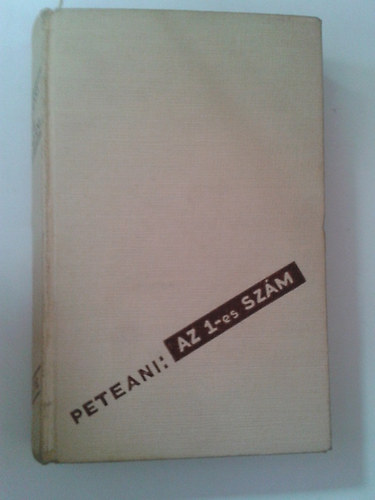 PETEANI: AZ 1-es SZÁM